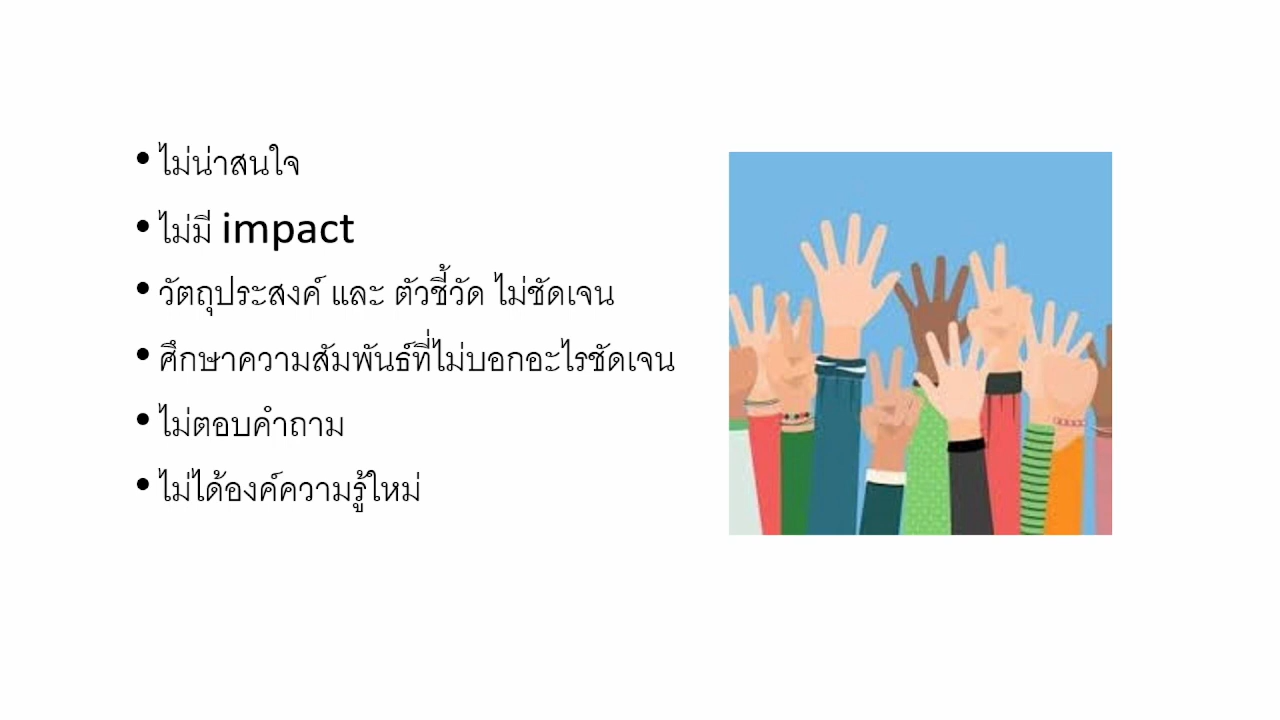 • ไม่น่าสนใจ
• ไม่มี impact
• วัตถุประสงค์ และ ตัวชี้วัด ไม่ชัดเจน
• ศึกษาความสัมพันธ์ที่ไม่บอกอะไรชัดเจน
• ไม่ตอบคำถาม
• ไม่ได้องค์ความรู้ใหม่